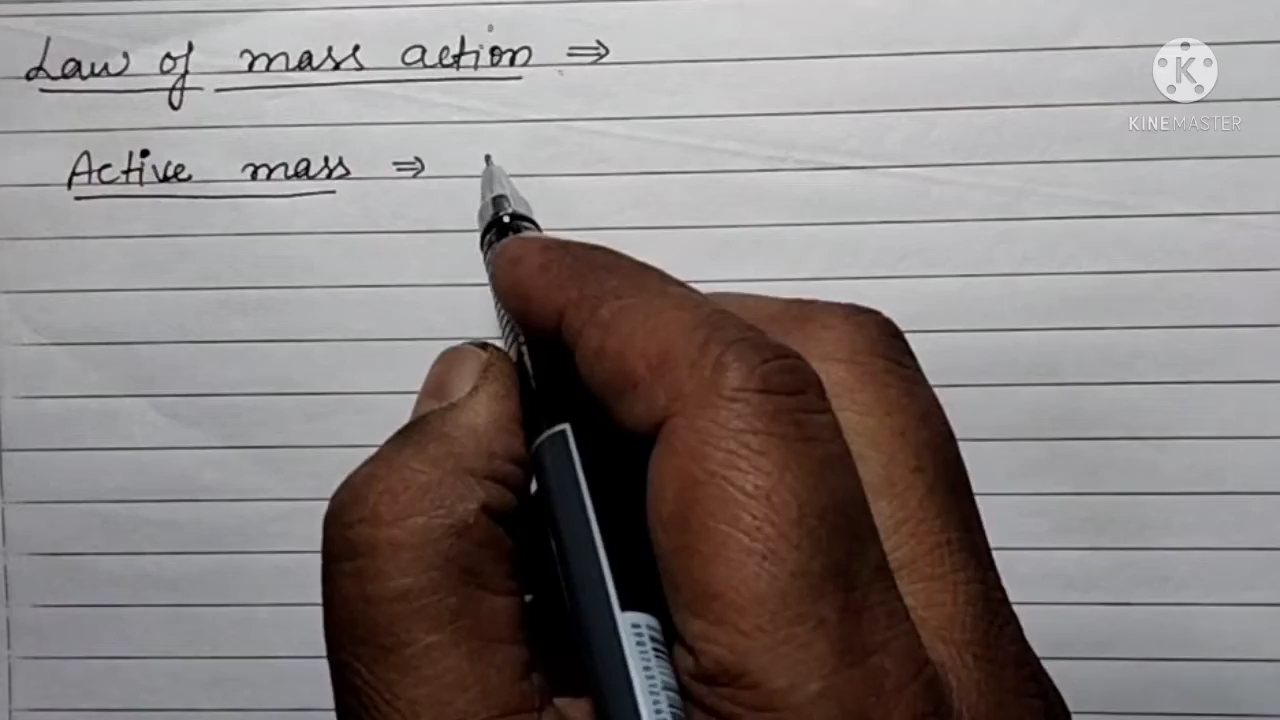 Law of mass action ⇒
K
KINEMASTER
Active mass ⇒